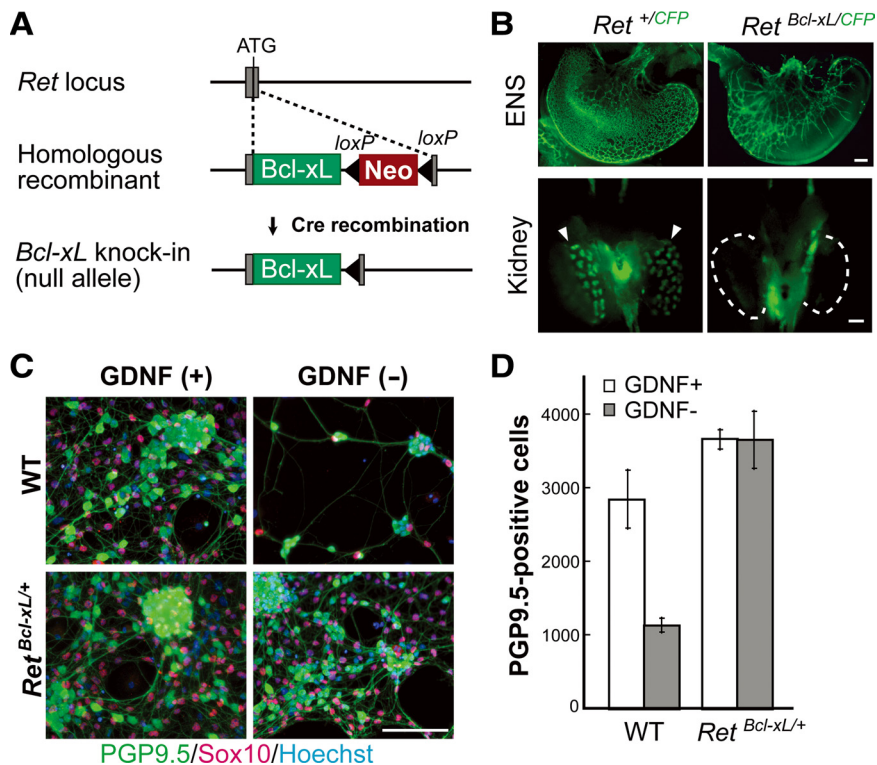 A
ATG
Ret locus
loxP
loxP
Homologous
recombinant
Bcl-xL
Neo
Cre recombination
Bcl-xL knock-in
(null allele)
Bcl-xL
B
Ret +/CFP
Ret Bcl-xL/CFP
ENS
Kidney
C
GDNF (+)
GDNF (-)
WT
Ret Bcl-xL/+
PGP9.5/Sox10/Hoechst
D
GDNF+
GDNF-
PGP9.5-positive cells
4000
3000
2000
1000
0
WT
Ret Bcl-xL/+